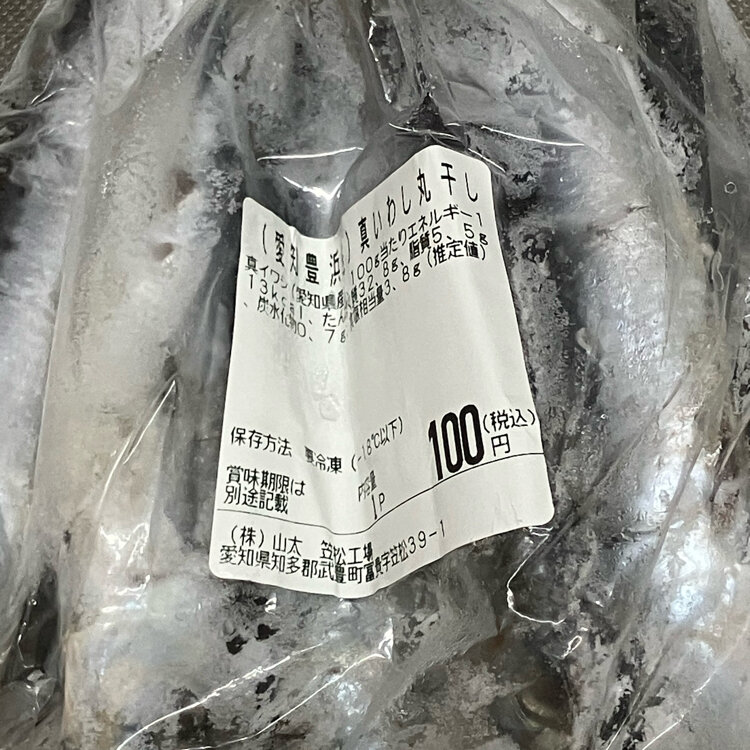 (愛知豊浜) 真いわし丸干し
真イワシ(愛知県産 100g当たりエネルギー1
13kcal、たん 質32.8g、脂質5.5g
、炭水化物0.7g 食塩相当量3.8g(推定値)
保存方法 要冷凍 (-18℃以下)
賞味期限は
別途記載
内容量
1P
100円(税込)
(株)山太 笠松工場
愛知県知多郡武豊町冨貴字笠松39-1